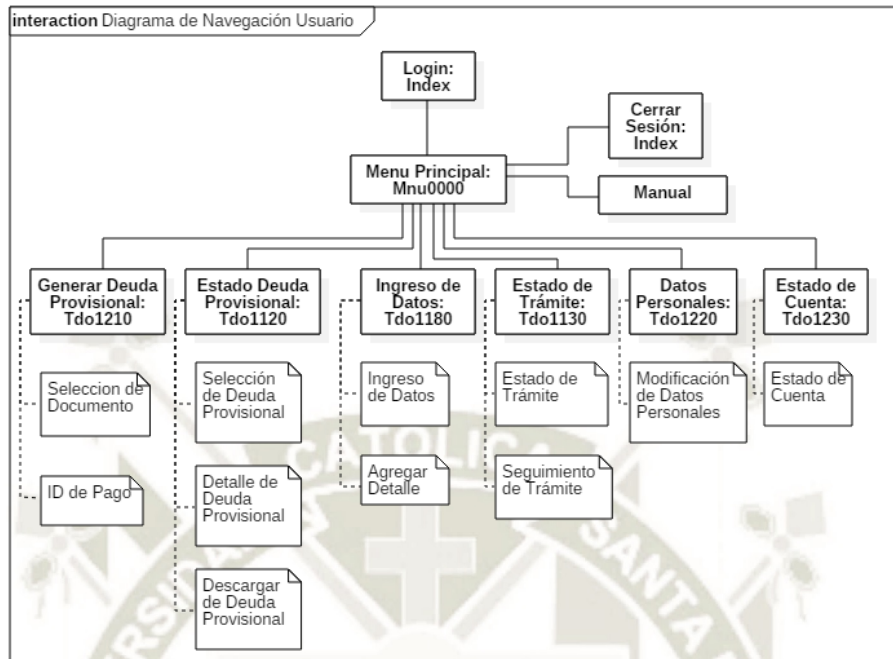 interaction Diagrama de Navegación Usuario
Login:
Index
Cerrar
Sesión:
Index
Menu Principal:
Mnu0000
Manual
Generar Deuda
Provisional:
Tdo1210
Estado Deuda
Provisional:
Tdo1120
Ingreso de
Datos:
Tdo1180
Estado de
Trámite:
Tdo1130
Datos
Personales:
Tdo1220
Estado de
Cuenta:
Tdo1230
Seleccion de
Documento
Selección
de Deuda
Provisional
Ingreso
de Datos
Estado de
Trámite
Modificación
de Datos
Personales
Estado de
Cuenta
ID de Pago
Detalle de
Deuda
Provisional
Agregar
Detalle
Seguimiento
de Trámite
Descargar
de Deuda
Provisional
CATOLICA
SANTA